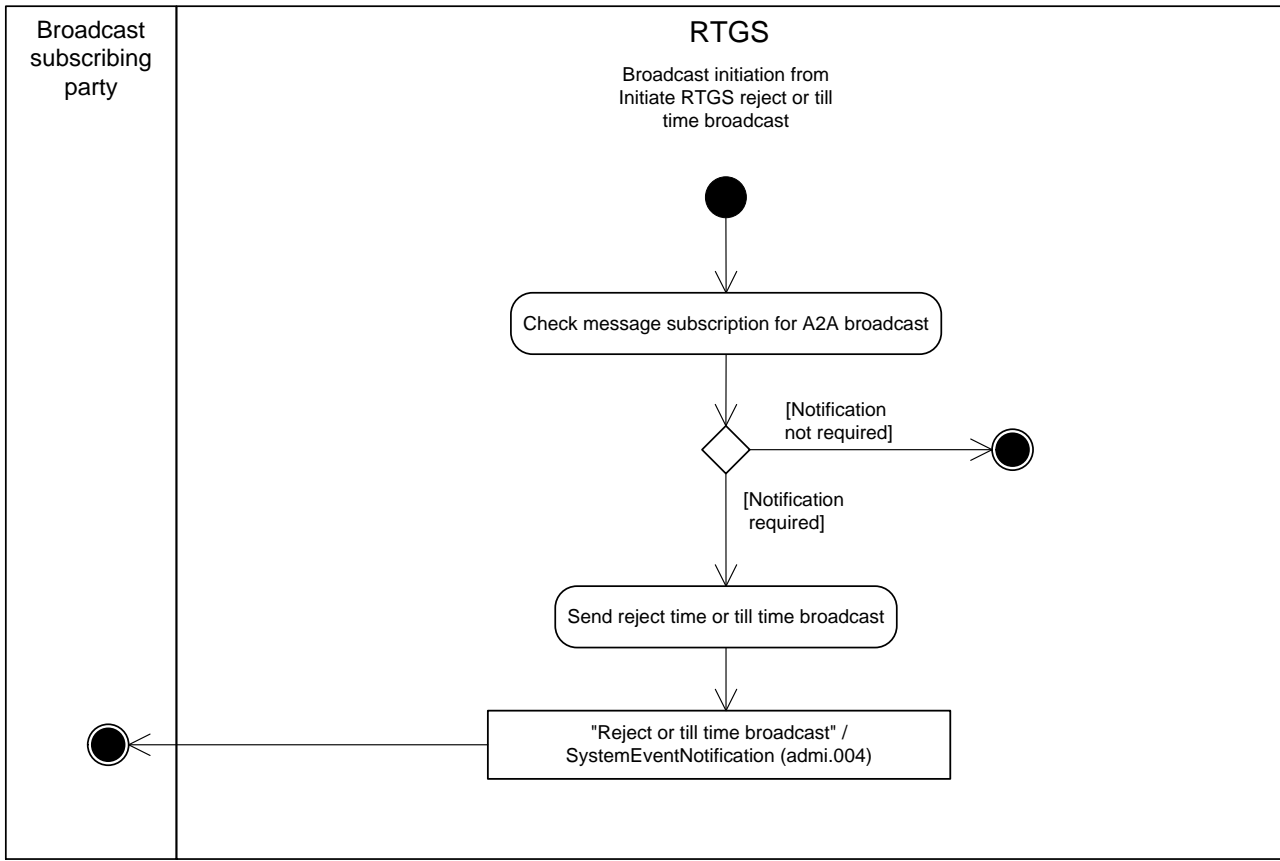 Broadcast
subscribing
party
RTGS
Broadcast initiation from
Initiate RTGS reject or till
time broadcast
Check message subscription for A2A broadcast
[Notification
not required]
[Notification
required]
Send reject time or till time broadcast
"Reject or till time broadcast" /
SystemEventNotification (admi.004)